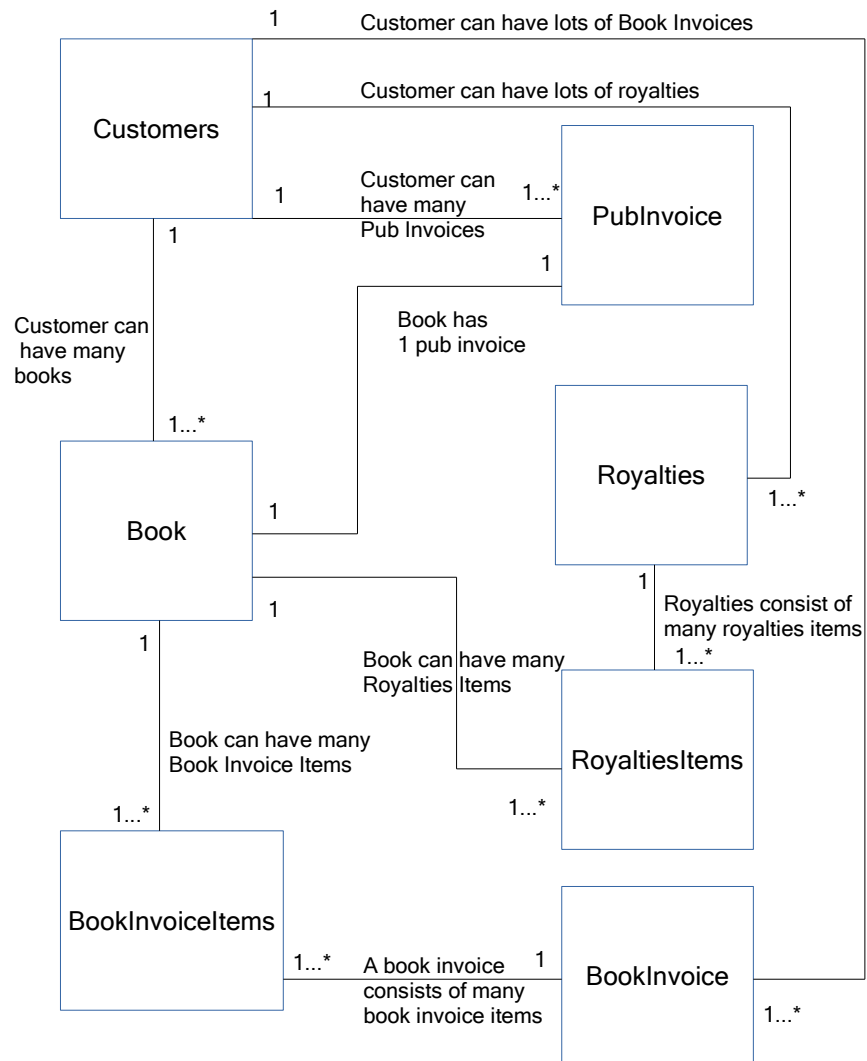 1
Customer can have lots of Book Invoices
1
Customer can have lots of royalties
Customers
1
Customer can
have many
Pub Invoices
1...*
PubInvoice
1
1
Customer can
have many
books
Book has
1 pub invoice
1...*
Royalties
1...*
Book
1
1
1
1
Royalties consist of
many royalties items
1...*
Book can have many
Royalties Items
Book can have many
Book Invoice Items
RoyaltiesItems
1...*
1...*
BookInvoiceItems
1...*
A book invoice
consists of many
book invoice items
1
BookInvoice
1...*